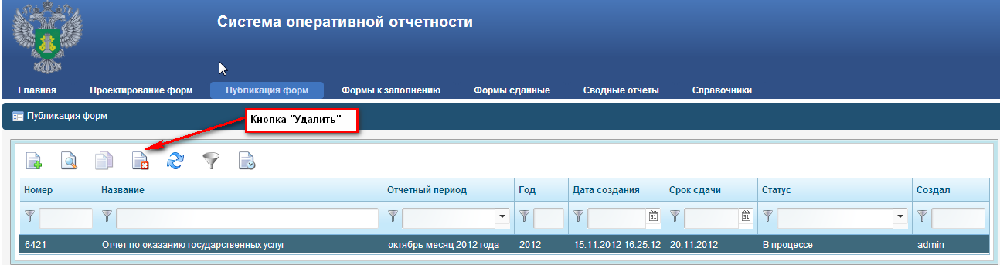 Система оперативной отчетности
Главная Проектирование форм Публикация форм Формы к заполнению Формы сданные Сводные отчеты Справочники
Публикация форм
Кнопка "Удалить"
Номер Название Отчетный период Год Дата создания Срок сдачи Статус Создал
31 31
6421 Отчет по оказанию государственных услуг октябрь месяц 2012 года 2012 15.11.2012 16:25:12 20.11.2012 В процессе admin